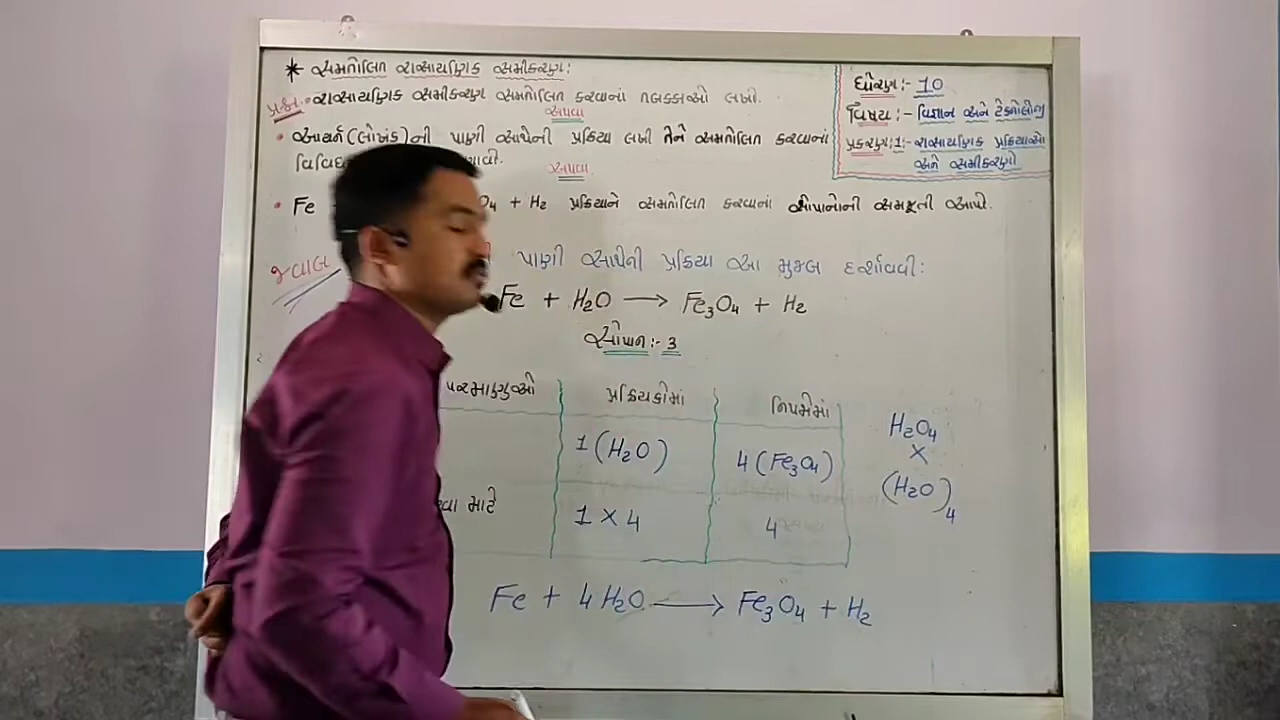 * સમતોલિત રાસાયણિક સમીકરણ:
પ્રશ્ન:- રાસાયણિક સમીકરણ સમતોલિત કરવાનાં તબક્કાઓ લખો.
અથવા
• આયર્ન (લોખંડ)ની પાણી સાથેની પ્રક્રિયા લખી તેને સમતોલિત કરવાનાં
અથવા
• Fe O4 + H2 પ્રક્રિયાને સમતોલિત કરવાનાં સોપાનોની સમજૂતી આપો.
ધોરણ:- 10
વિષય:- વિજ્ઞાન અને ટેકનોલોજી
પ્રકરણ:1:- રાસાયણિક પ્રક્રિયાઓ
અને સમીકરણો
જવાબ
પાણી સાથેની પ્રક્રિયા આ મુજબ દર્શાવવી:
Fe + H2O ⟶ Fe3O4 + H2
સોપાન:- 3
પરમાણુઓ પ્રક્રિયકોમાં નિપજોમાં
1 (H2O) 4 (Fe3O4)
વા માટે 1 × 4 4
H2O4
×
(H2O)4
Fe + 4 H2O ⟶ Fe3O4 + H2